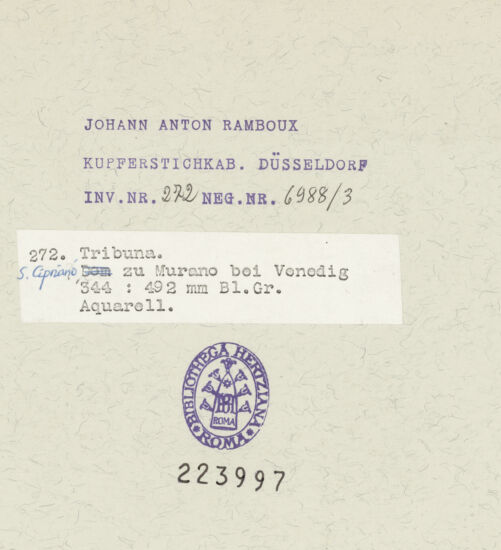 JOHANN ANTON RAMBOUX
KUPFERSTICHKAB. DÜSSELDORF
INV.NR. 272 NEG.NR. 6988/3
272. Tribuna.
S. Cipriano Dom zu Murano bei Venedig
344 : 492 mm Bl.Gr.
Aquarell.
BIBLIOTHECA HERTZIANA
ROMA
ROMA
223997